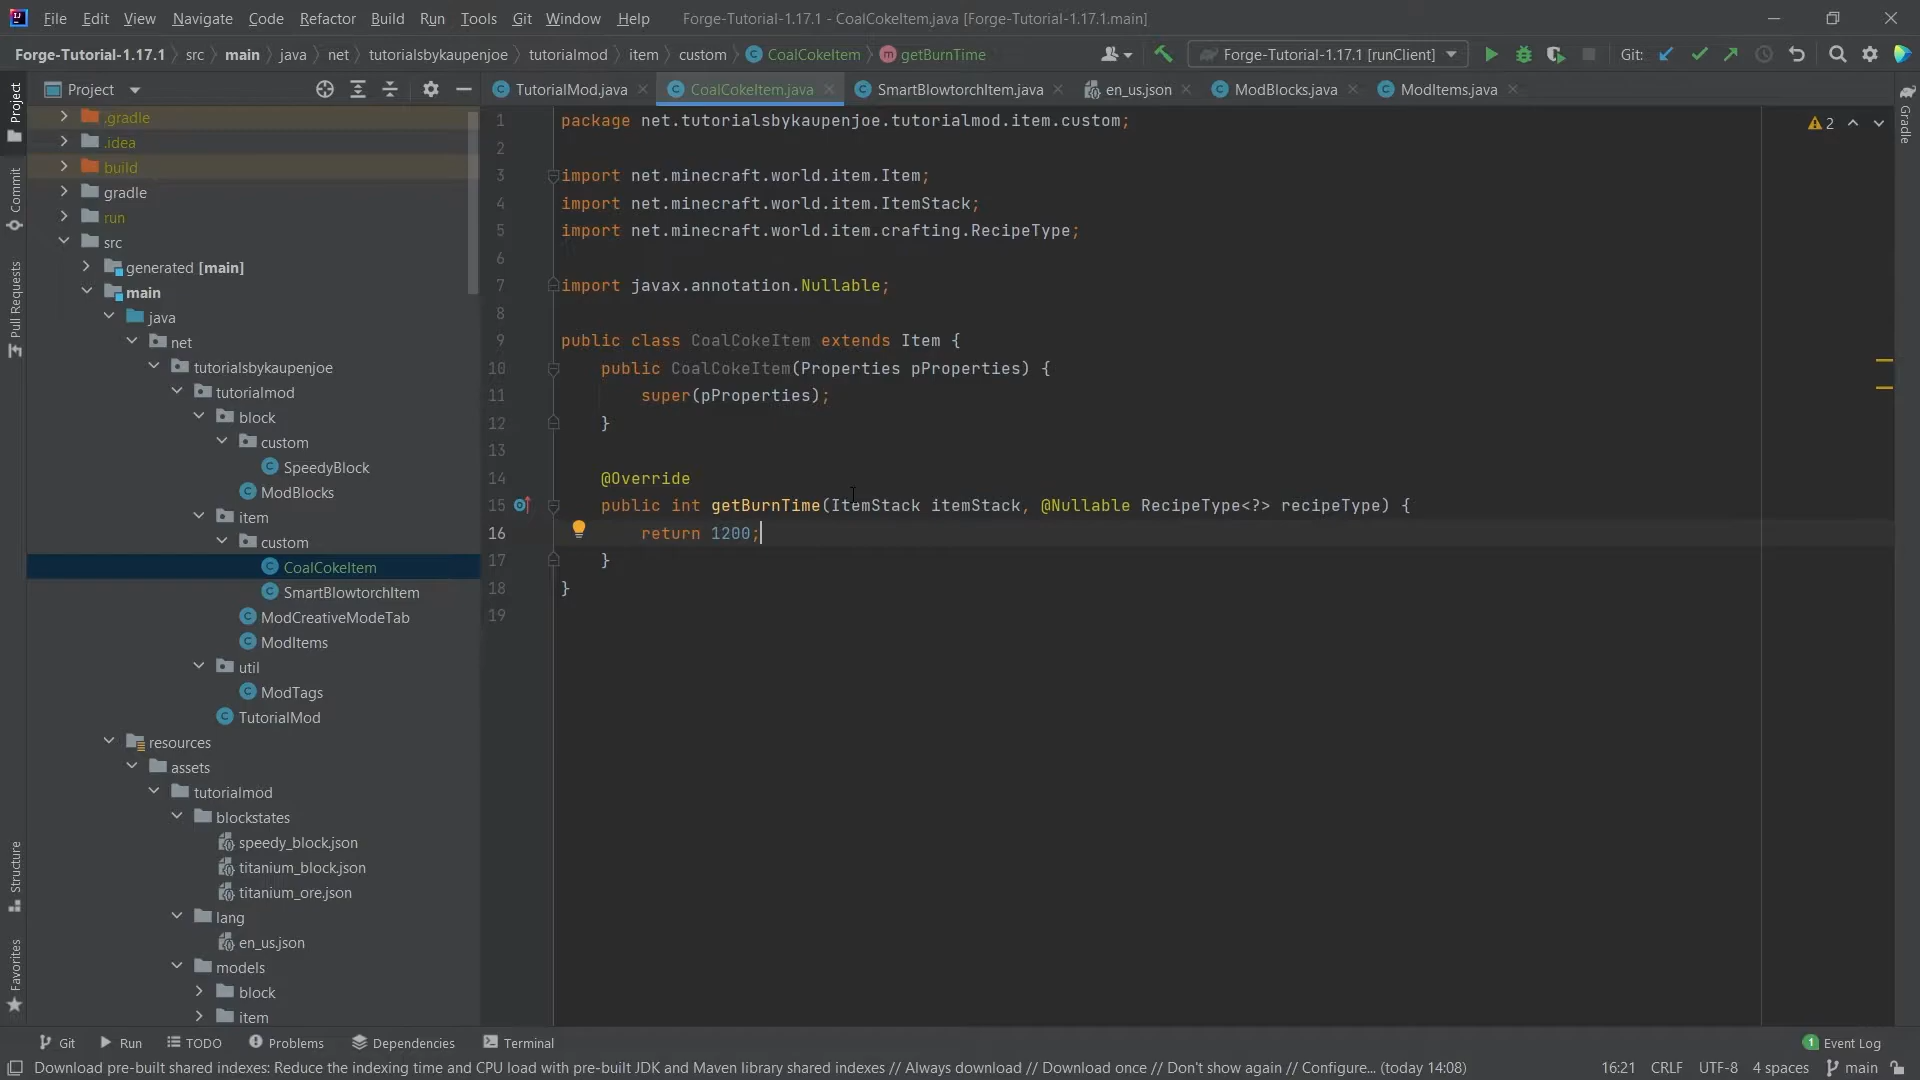 File Edit View Navigate Code Refactor Build Run Tools Git Window Help Forge-Tutorial-1.17.1 - CoalCokeItem.java [Forge-Tutorial-1.17.1.main]
Forge-Tutorial-1.17.1 src main java net tutorialsbykaupenjoe tutorialmod item custom CoalCokeItem getBurnTime Forge-Tutorial-1.17.1 [runClient] Git:
Project
TutorialMod.java CoalCokeItem.java SmartBlowtorchItem.java en_us.json ModBlocks.java ModItems.java
Project
Commit
Pull Requests
Structure
Favorites
.gradle
.idea
build
gradle
run
src
generated [main]
main
java
net
tutorialsbykaupenjoe
tutorialmod
block
custom
SpeedyBlock
ModBlocks
item
custom
CoalCokeItem
SmartBlowtorchItem
ModCreativeModeTab
ModItems
util
ModTags
TutorialMod
resources
assets
tutorialmod
blockstates
speedy_block.json
titanium_block.json
titanium_ore.json
lang
en_us.json
models
block
item
1 package net.tutorialsbykaupenjoe.tutorialmod.item.custom;
2
3 import net.minecraft.world.item.Item;
4 import net.minecraft.world.item.ItemStack;
5 import net.minecraft.world.item.crafting.RecipeType;
6
7 import javax.annotation.Nullable;
8
9 public class CoalCokeItem extends Item {
10 public CoalCokeItem(Properties pProperties) {
11 super(pProperties);
12 }
13
14 @Override
15 public int getBurnTime(ItemStack itemStack, @Nullable RecipeType<?> recipeType) {
16 return 1200;
17 }
18 }
19
2
Gradle
Git Run TODO Problems Dependencies Terminal 1 Event Log
Download pre-built shared indexes: Reduce the indexing time and CPU load with pre-built JDK and Maven library shared indexes // Always download // Download once // Don't show again // Configure... (today 14:08) 16:21 CRLF UTF-8 4 spaces main